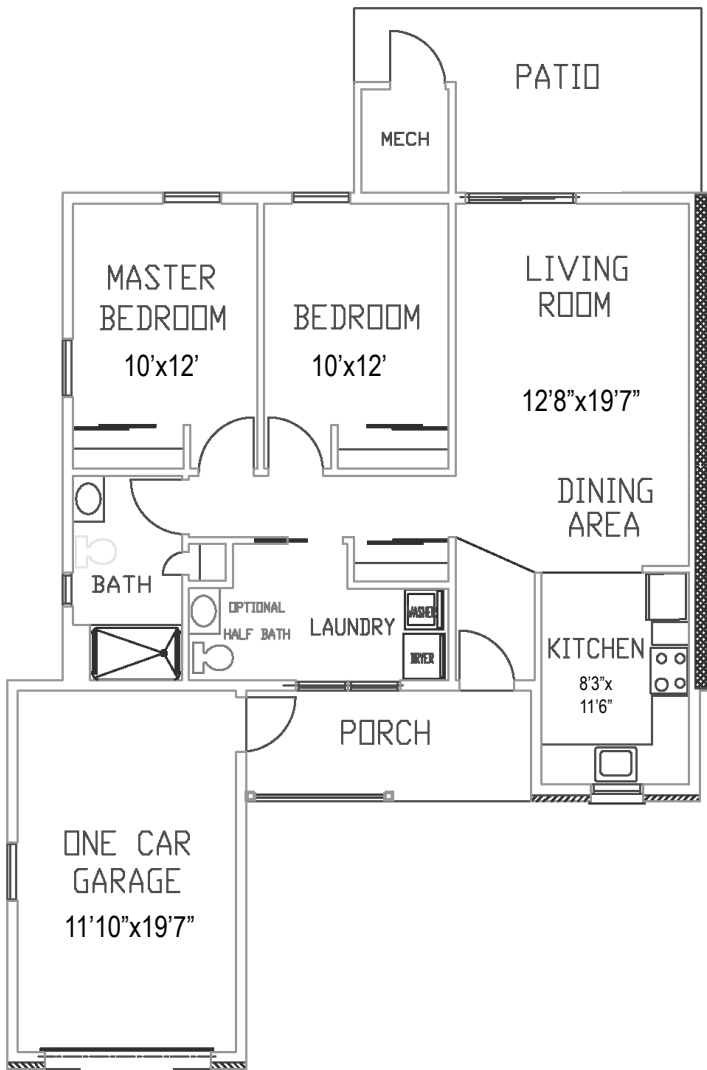 PATIO
MECH
MASTER
BEDROOM
10'x12'
BEDROOM
10'x12'
LIVING
ROOM
12'8"x19'7"
DINING
AREA
BATH
OPTIONAL
HALF BATH
LAUNDRY
WASHER
DRYER
KITCHEN
8'3"x
11'6"
PORCH
ONE CAR
GARAGE
11'10"x19'7"